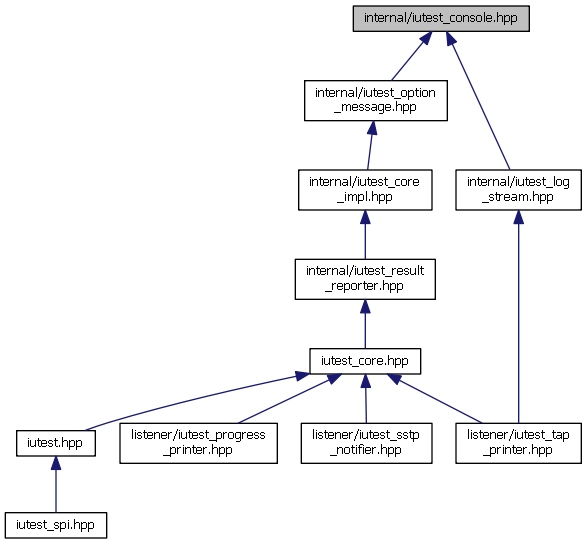 internal/iutest_console.hpp
internal/iutest_option
_message.hpp
internal/iutest_core
_impl.hpp
internal/iutest_log
_stream.hpp
internal/iutest_result
_reporter.hpp
iutest_core.hpp
iutest.hpp
listener/iutest_progress
_printer.hpp
listener/iutest_sstp
_notifier.hpp
listener/iutest_tap
_printer.hpp
iutest_spi.hpp